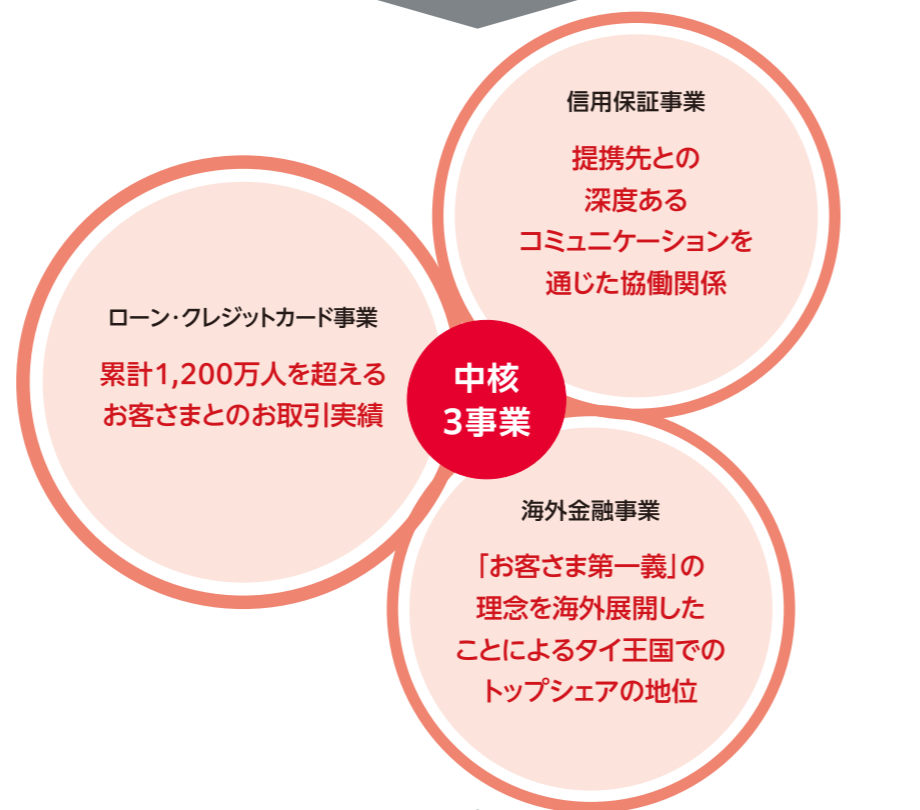 信用保証事業
提携先との
深度ある
コミュニケーションを
通じた協働関係
ローン・クレジットカード事業
累計1,200万人を超える
お客さまとのお取引実績
中核
3事業
海外金融事業
「お客さま第一義」の
理念を海外展開した
ことによるタイ王国での
トップシェアの地位